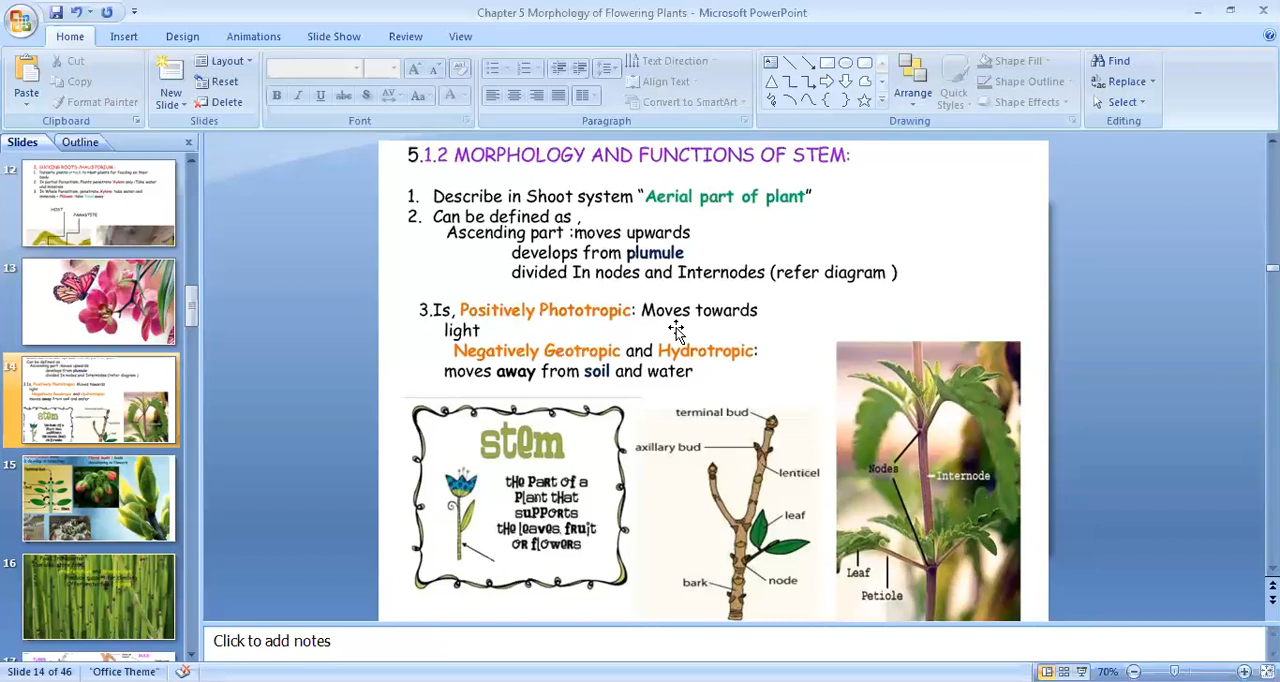 Chapter 5 Morphology of Flowering Plants - Microsoft PowerPoint
Home Insert Design Animations Slide Show Review View
Paste
Cut
Copy
Format Painter
Clipboard
New Slide
Layout
Reset
Delete
Slides
B I U abc S AV Aa A
Font
Paragraph
Text Direction
Align Text
Convert to SmartArt
Arrange
Quick Styles
Shape Fill
Shape Outline
Shape Effects
Drawing
Find
Replace
Select
Editing
Slides Outline
12
HOST
PARASITE
13
14
15
16
5.1.2 MORPHOLOGY AND FUNCTIONS OF STEM:
1. Describe in Shoot system “Aerial part of plant”
2. Can be defined as ,
Ascending part :moves upwards
develops from plumule
divided In nodes and Internodes (refer diagram )
3.Is, Positively Phototropic: Moves towards
light
Negatively Geotropic and Hydrotropic:
moves away from soil and water
stem
the part of a
plant that
supports
the leaves, fruit
or flowers
terminal bud
axillary bud
lenticel
leaf
node
bark
Nodes
Internode
Leaf
Petiole
Click to add notes
Slide 14 of 46
"Office Theme"
70%